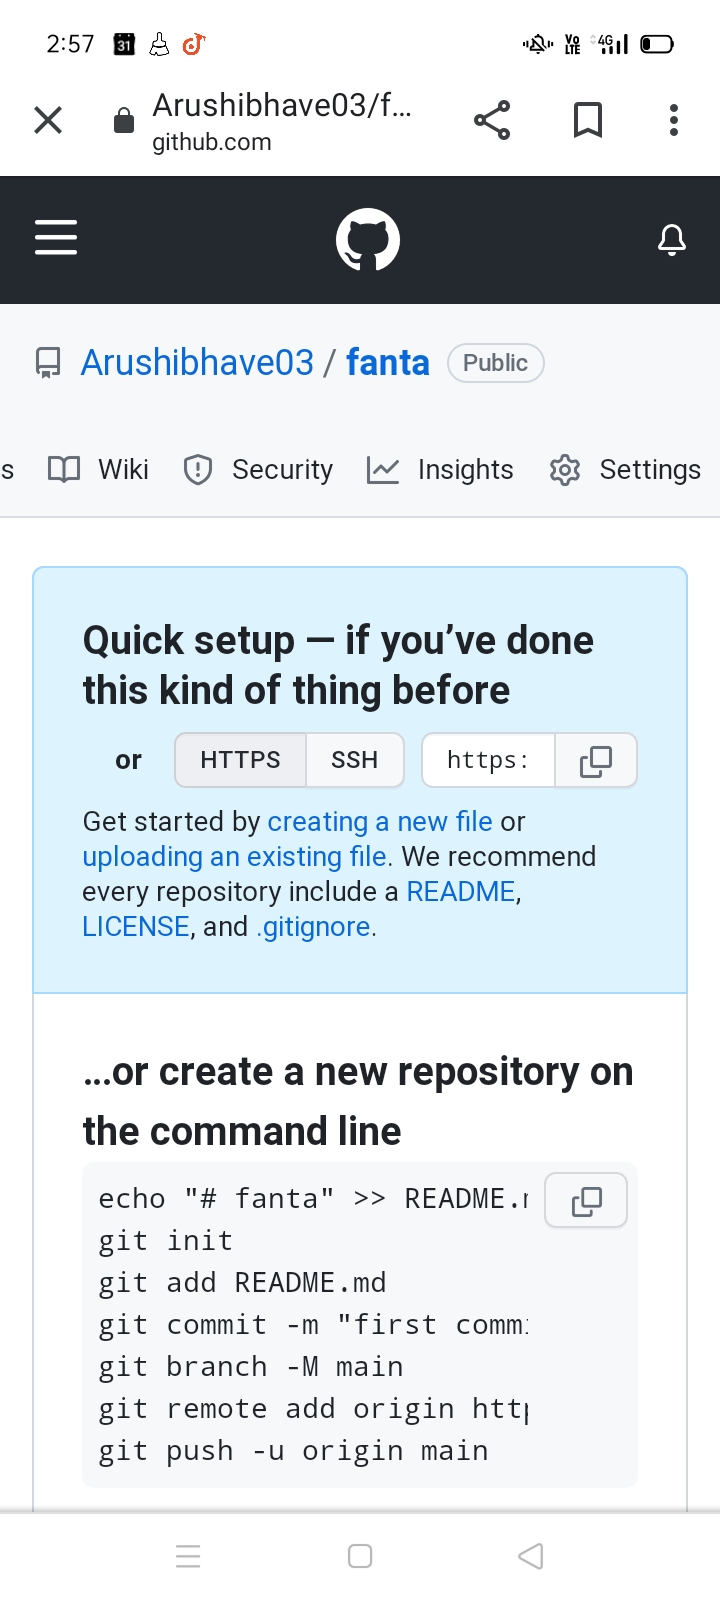 2:57 31 VoLTE 4G
Arushibhave03/f...
github.com
Arushibhave03 / fanta Public
s Wiki Security Insights Settings
Quick setup — if you’ve done
this kind of thing before
or HTTPS SSH https:
Get started by creating a new file or
uploading an existing file. We recommend
every repository include a README,
LICENSE, and .gitignore.
…or create a new repository on
the command line
echo "# fanta" >> README.
git init
git add README.md
git commit -m "first comm
git branch -M main
git remote add origin http
git push -u origin main